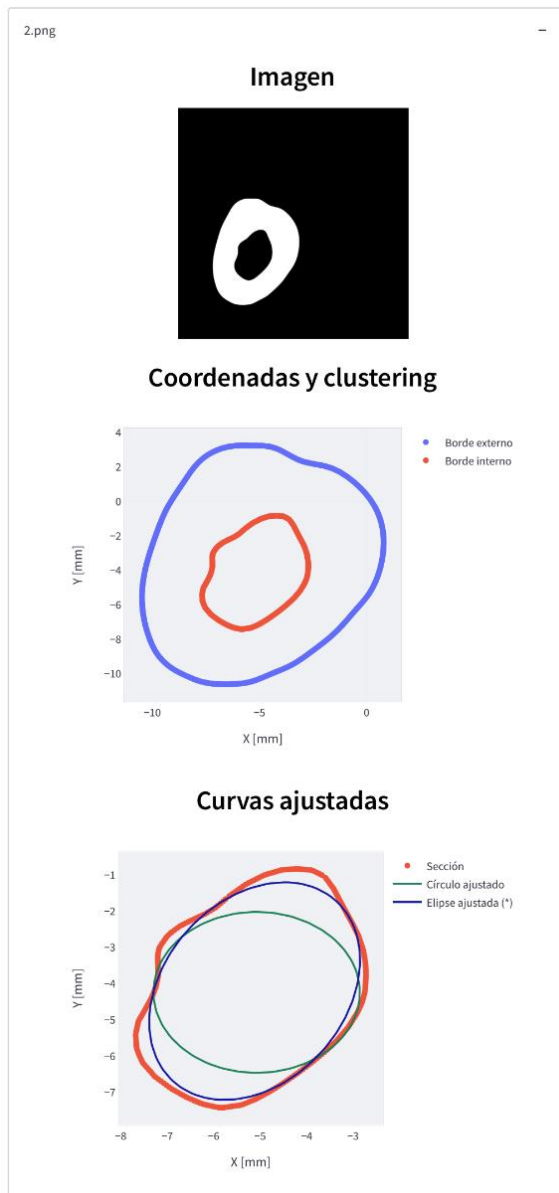 2.png −
Imagen
Coordenadas y clustering
4
2
0
−2
−4
−6
−8
−10
Y [mm]
−10 −5 0
X [mm]
Borde externo
Borde interno
Curvas ajustadas
−1
−2
−3
−4
−5
−6
−7
Y [mm]
−8 −7 −6 −5 −4 −3
X [mm]
Sección
Círculo ajustado
Elipse ajustada (*)